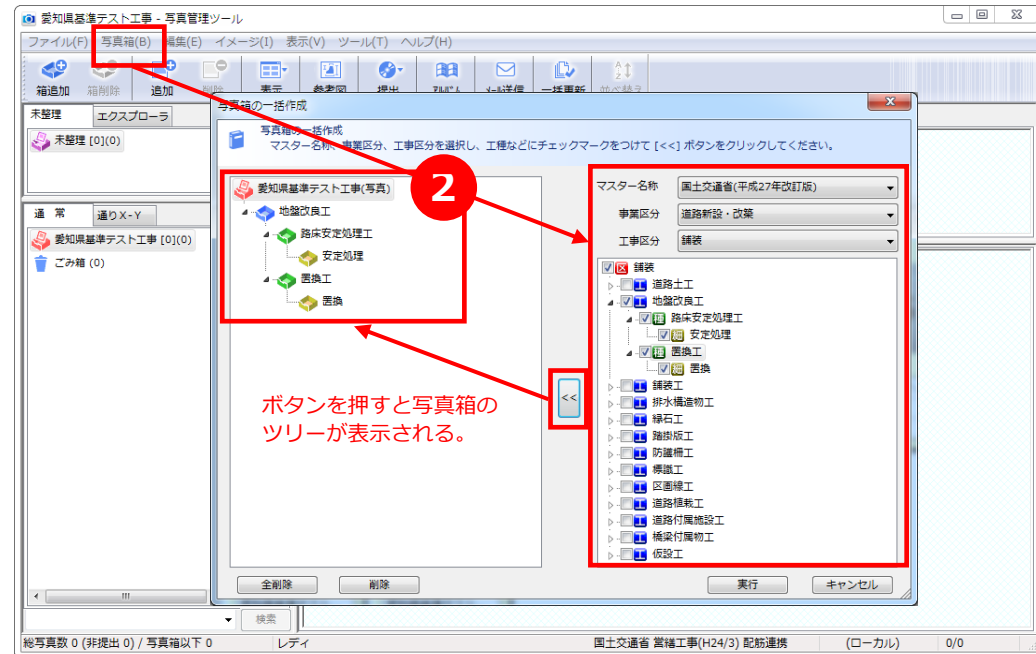 愛知県基準テスト工事 - 写真管理ツール
ファイル(F) 写真箱(B) 編集(E) イメージ(I) 表示(V) ツール(T) ヘルプ(H)
箱追加 箱削除 追加 削除 表示 参考図 提出 ｱﾙﾊﾞﾑ ﾒｰﾙ送信 一括更新 並べ替え
未整理 エクスプローラ
未整理 [0](0)
通 常 通りX-Y
愛知県基準テスト工事 [0](0)
ごみ箱 (0)
検索
写真箱の一括作成
写真箱の一括作成
マスター名称、事業区分、工事区分を選択し、工種などにチェックマークをつけて [<<] ボタンをクリックしてください。
愛知県基準テスト工事(写真)
地盤改良工
路床安定処理工
安定処理
置換工
置換
2
ボタンを押すと写真箱の
ツリーが表示される。
<<
マスター名称 国土交通省(平成27年改訂版)
事業区分 道路新設・改築
工事区分 舗装
舗装
道路土工
地盤改良工
種 路床安定処理工
細 安定処理
種 置換工
細 置換
舗装工
排水構造物工
縁石工
踏掛版工
防護柵工
標識工
区画線工
道路植栽工
道路付属施設工
橋梁付属物工
仮設工
全削除 削除 実行 キャンセル
総写真数 0 (非提出 0) / 写真箱以下 0 レディ 国土交通省 営繕工事(H24/3) 配筋連携 (ローカル) 0/0